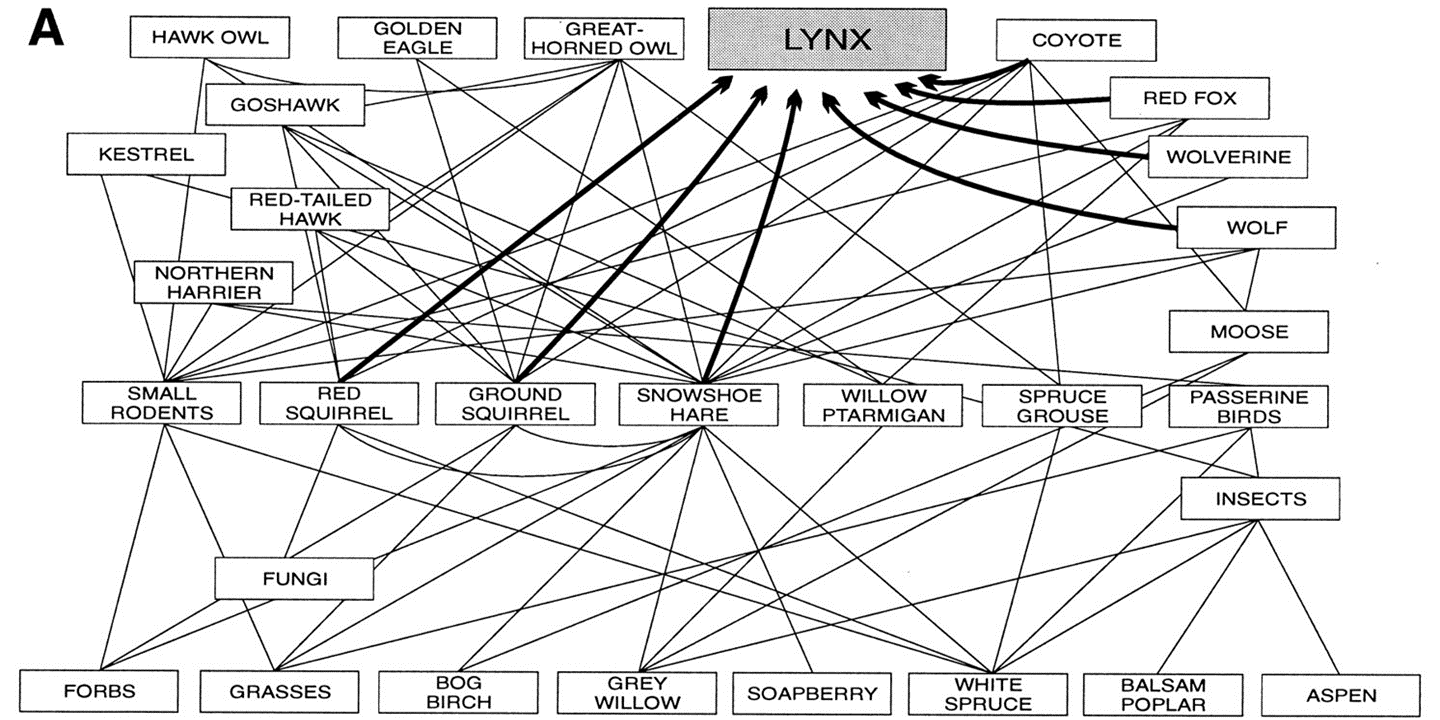 A
HAWK OWL
GOLDEN
EAGLE
GREAT-
HORNED OWL
LYNX
COYOTE
GOSHAWK
RED FOX
KESTREL
WOLVERINE
RED-TAILED
HAWK
WOLF
NORTHERN
HARRIER
MOOSE
SMALL
RODENTS
RED
SQUIRREL
GROUND
SQUIRREL
SNOWSHOE
HARE
WILLOW
PTARMIGAN
SPRUCE
GROUSE
PASSERINE
BIRDS
INSECTS
FUNGI
FORBS
GRASSES
BOG
BIRCH
GREY
WILLOW
SOAPBERRY
WHITE
SPRUCE
BALSAM
POPLAR
ASPEN